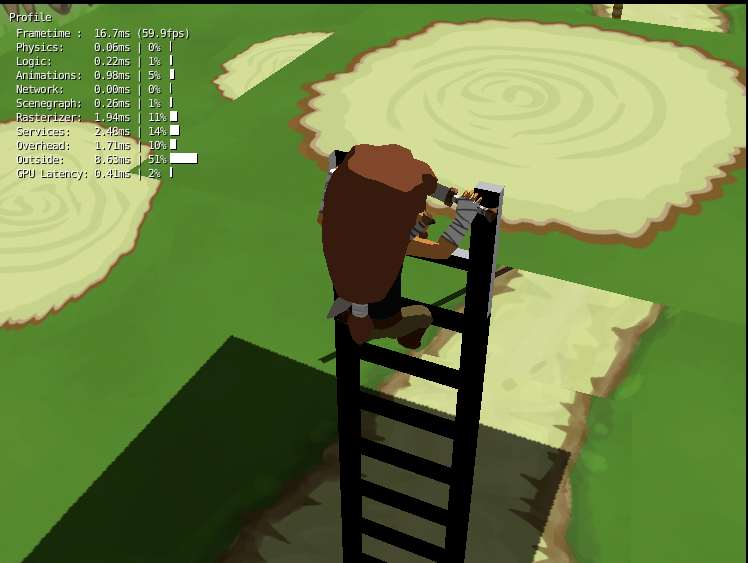 Profile
Frametime : 16.7ms (59.9fps)
Physics: 0.06ms | 0%
Logic: 0.22ms | 1%
Animations: 0.98ms | 5%
Network: 0.00ms | 0%
Scenegraph: 0.26ms | 1%
Rasterizer: 1.94ms | 11%
Services: 2.48ms | 14%
Overhead: 1.71ms | 10%
Outside: 8.63ms | 51%
GPU Latency: 0.41ms | 2%